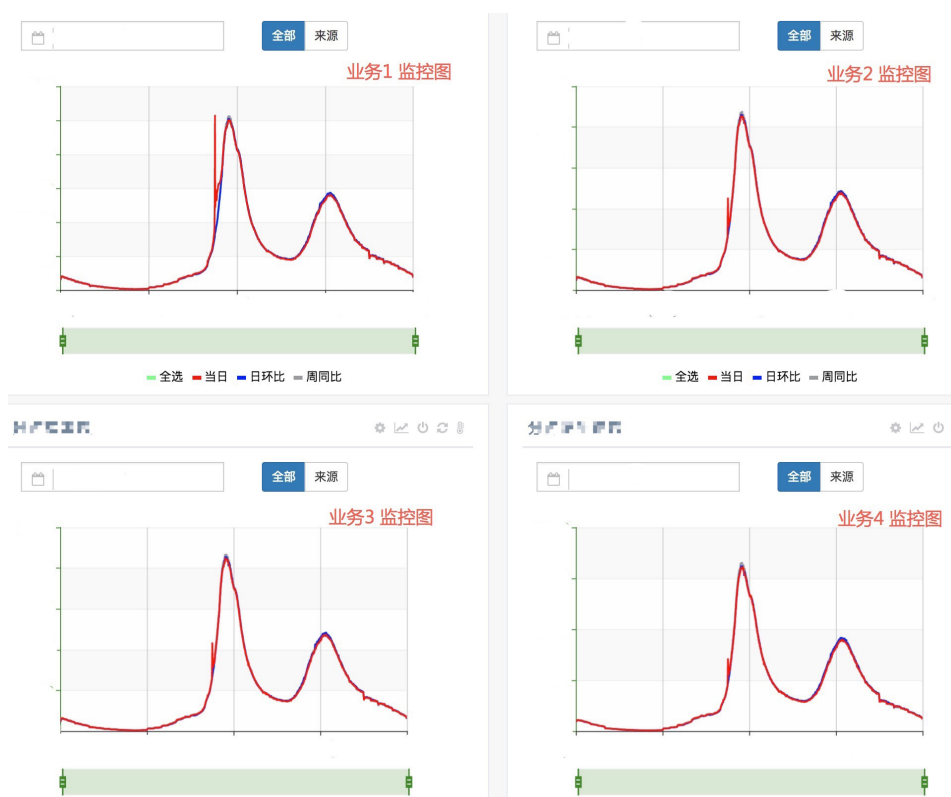 全部 来源
业务1 监控图
全选 当日 日环比 周同比
全部 来源
业务2 监控图
全选 当日 日环比 周同比
全部 来源
业务3 监控图
全部 来源
业务4 监控图